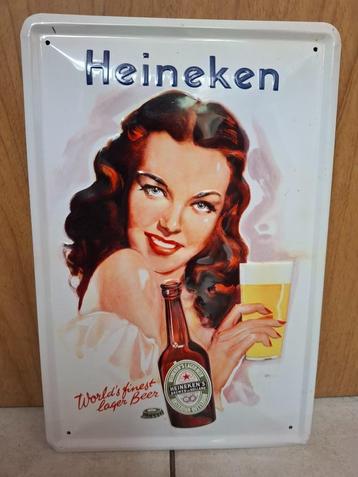 Heineken
World's finest
lager Beer
HEINEKEN'S